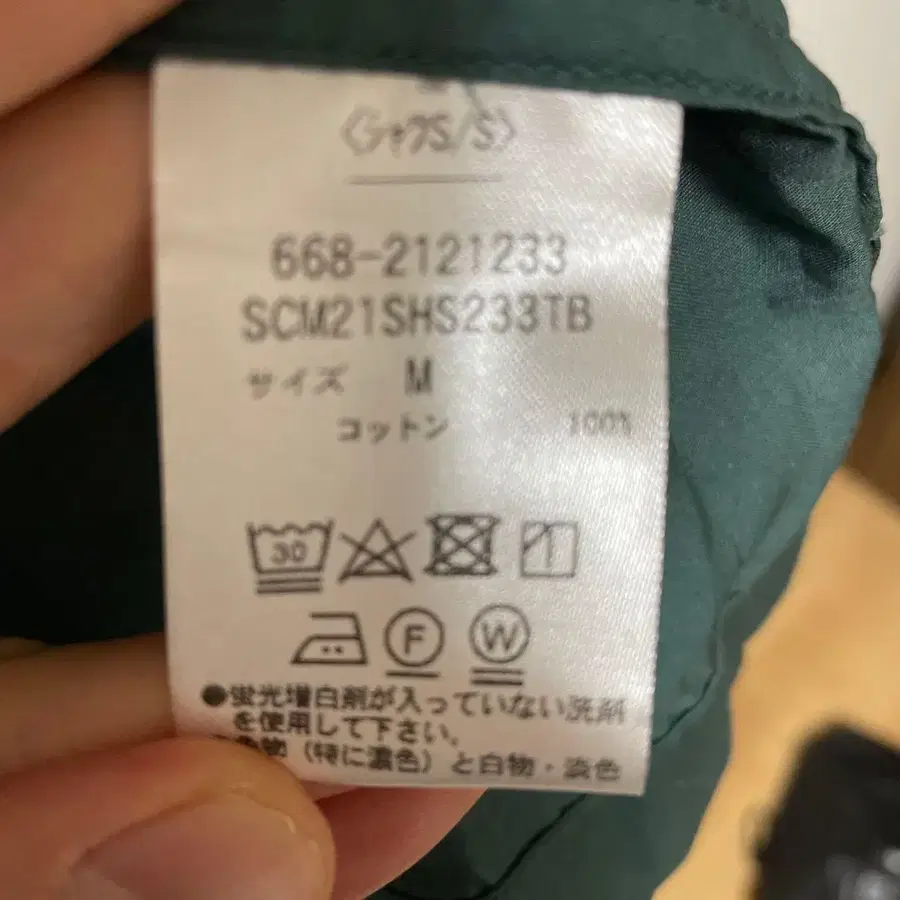 〈シャツS/S〉
668-2121233
SCM21SHS233TB
サイズ M
コットン 100%
30
F
W
●蛍光増白剤が入っていない洗剤
を使用して下さい。
物（特に濃色）と白物・淡色